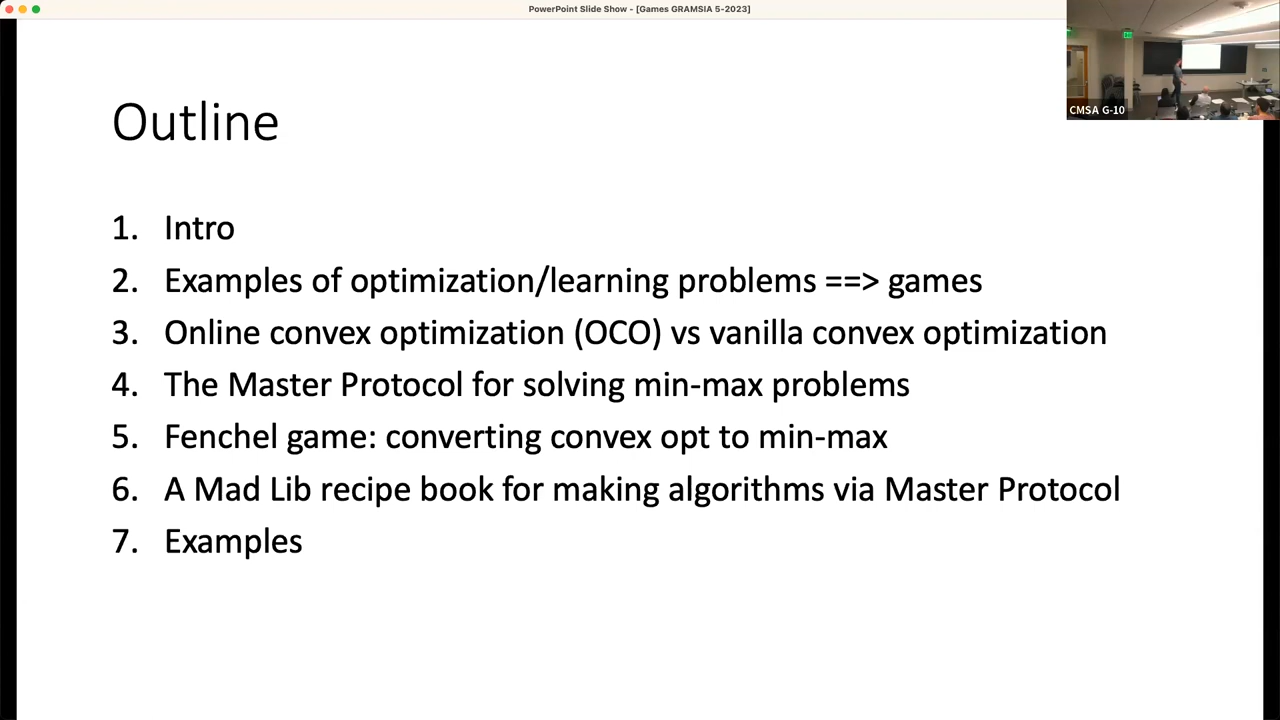 PowerPoint Slide Show - [Games GRAMSIA 5-2023]
CMSA G-10
Outline
1. Intro
2. Examples of optimization/learning problems ==> games
3. Online convex optimization (OCO) vs vanilla convex optimization
4. The Master Protocol for solving min-max problems
5. Fenchel game: converting convex opt to min-max
6. A Mad Lib recipe book for making algorithms via Master Protocol
7. Examples